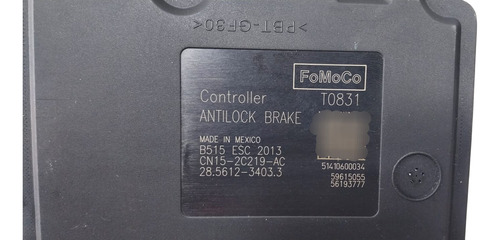 >PBT-GF30<
FoMoCo
Controller T0831
ANTILOCK BRAKE
MADE IN MEXICO
B515 ESC 2013
CN15-2C219-AC
28.5612-3403.3
51410600034
59615055
56193777